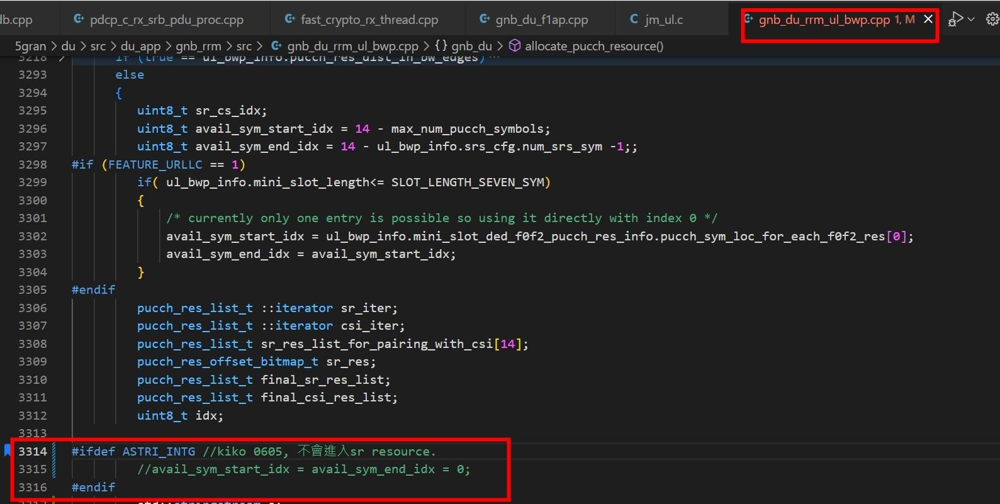 db.cpp pdcp_c_rx_srb_pdu_proc.cpp fast_crypto_rx_thread.cpp gnb_du_f1ap.cpp C jm_ul.c gnb_du_rrm_ul_bwp.cpp 1, M
5gran > du > src > du_app > gnb_rrm > src > gnb_du_rrm_ul_bwp.cpp > {} gnb_du > allocate_pucch_resource()
3218 > if (true == ul_bwp_info.pucch_res_dist_in_bw_edges)···
3293 else
3294 {
3295 uint8_t sr_cs_idx;
3296 uint8_t avail_sym_start_idx = 14 - max_num_pucch_symbols;
3297 uint8_t avail_sym_end_idx = 14 - ul_bwp_info.srs_cfg.num_srs_sym -1;;
3298 #if (FEATURE_URLLC == 1)
3299 if( ul_bwp_info.mini_slot_length<= SLOT_LENGTH_SEVEN_SYM)
3300 {
3301 /* currently only one entry is possible so using it directly with index 0 */
3302 avail_sym_start_idx = ul_bwp_info.mini_slot_ded_f0f2_pucch_res_info.pucch_sym_loc_for_each_f0f2_res[0];
3303 avail_sym_end_idx = avail_sym_start_idx;
3304 }
3305 #endif
3306 pucch_res_list_t ::iterator sr_iter;
3307 pucch_res_list_t ::iterator csi_iter;
3308 pucch_res_list_t sr_res_list_for_pairing_with_csi[14];
3309 pucch_res_offset_bitmap_t sr_res;
3310 pucch_res_list_t final_sr_res_list;
3311 pucch_res_list_t final_csi_res_list;
3312 uint8_t idx;
3313
3314 #ifdef ASTRI_INTG //kiko 0605, 不會進入sr resource.
3315 //avail_sym_start_idx = avail_sym_end_idx = 0;
3316 #endif
3317 std::stringstream s;